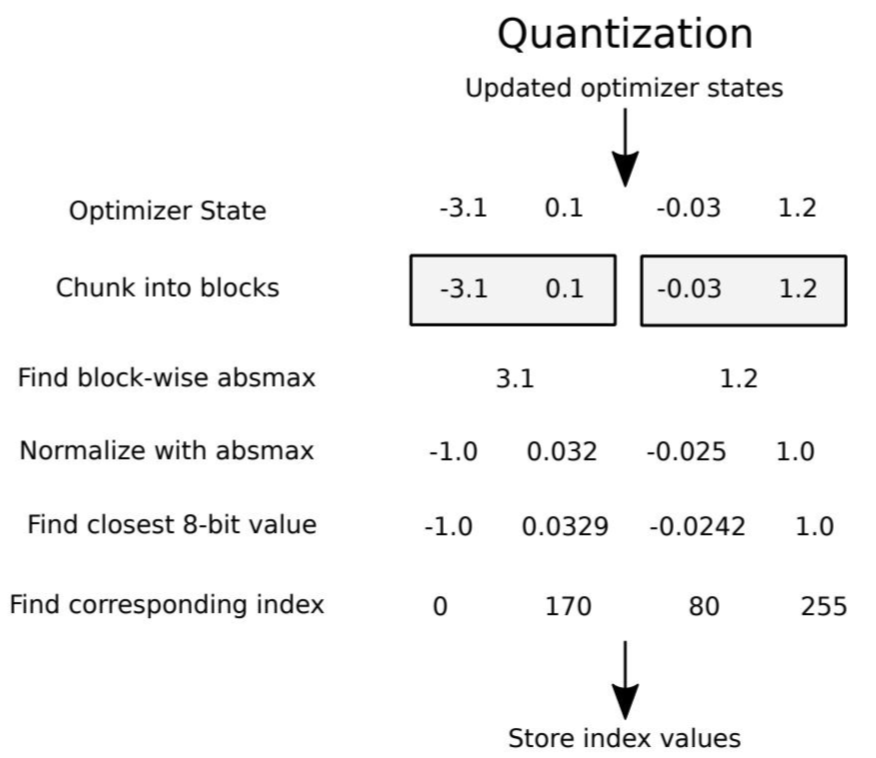 Quantization
Updated optimizer states
Optimizer State -3.1 0.1 -0.03 1.2
Chunk into blocks -3.1 0.1 -0.03 1.2
Find block-wise absmax 3.1 1.2
Normalize with absmax -1.0 0.032 -0.025 1.0
Find closest 8-bit value -1.0 0.0329 -0.0242 1.0
Find corresponding index 0 170 80 255
Store index values